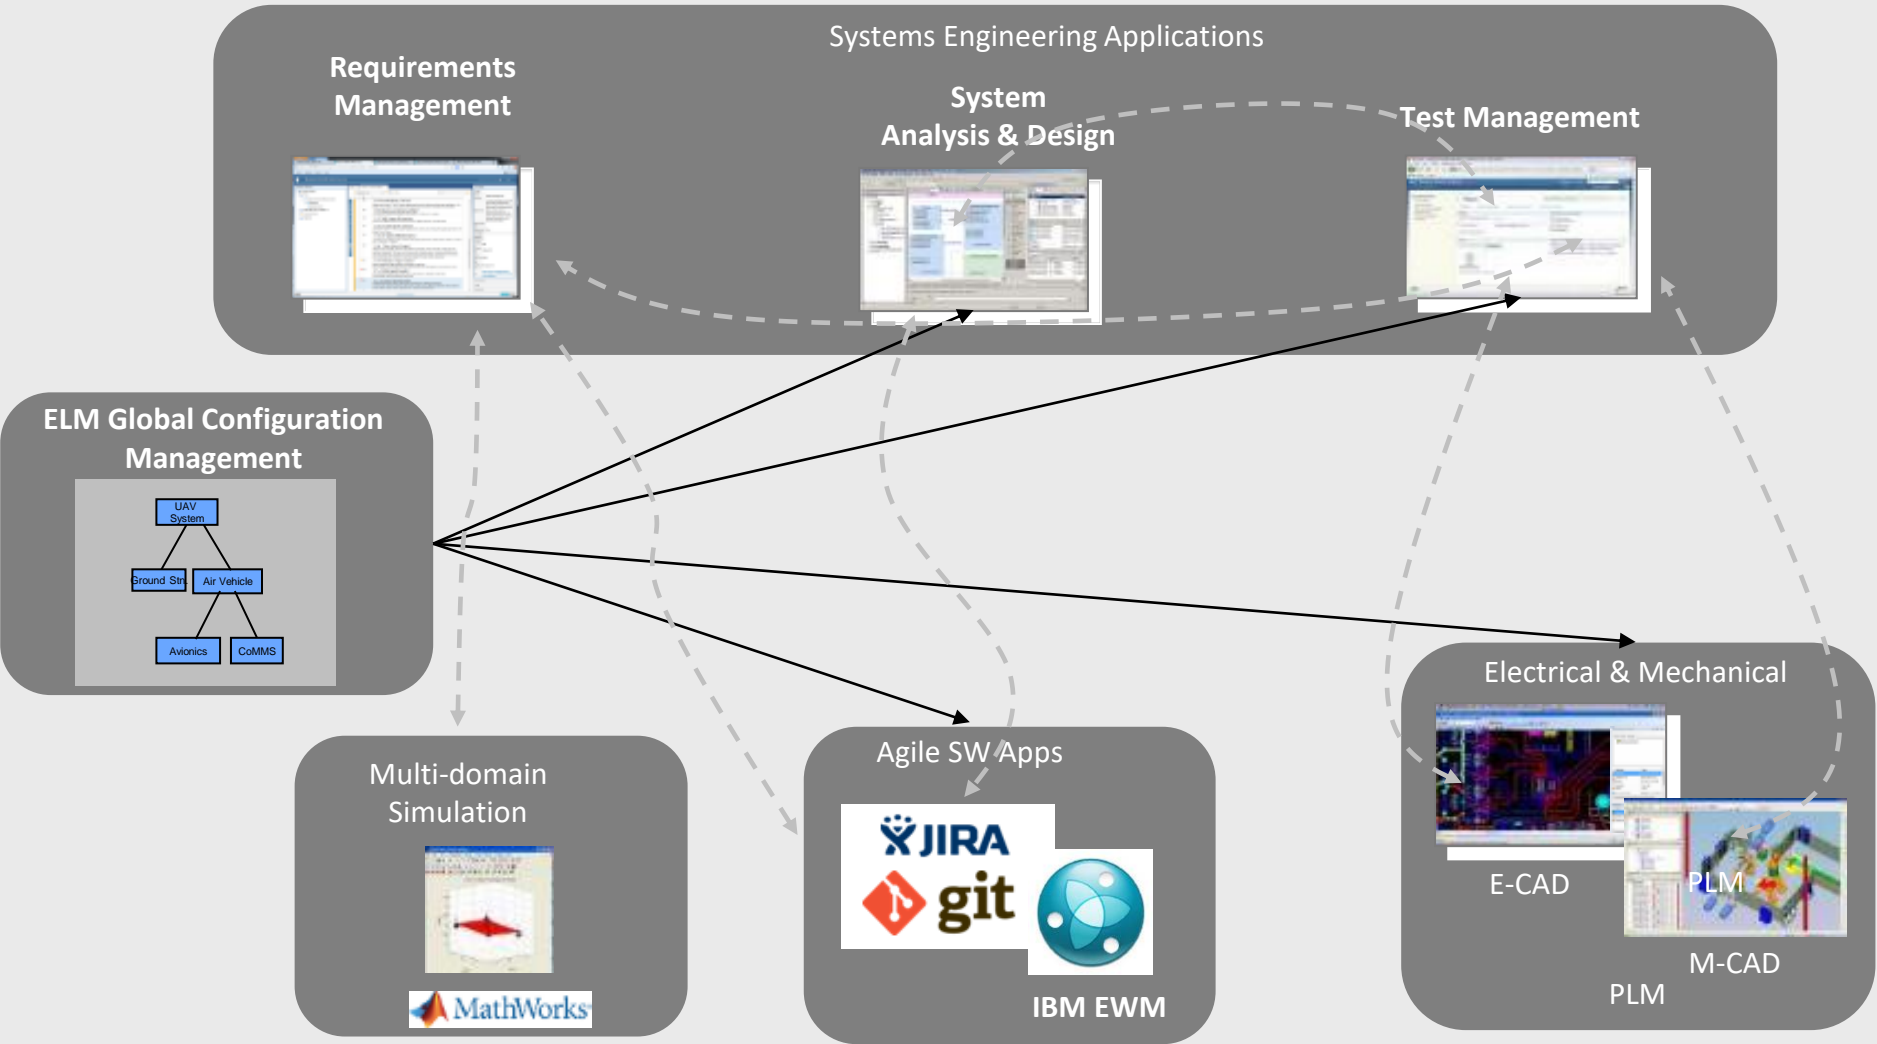 Systems Engineering Applications
Requirements
Management
System
Analysis & Design
Test Management
ELM Global Configuration
Management
UAV
System
Ground Stn.
Air Vehicle
Avionics
CoMMS
Multi-domain
Simulation
MathWorks
Agile SW Apps
JIRA
git
IBM EWM
Electrical & Mechanical
E-CAD
PLM
M-CAD
PLM